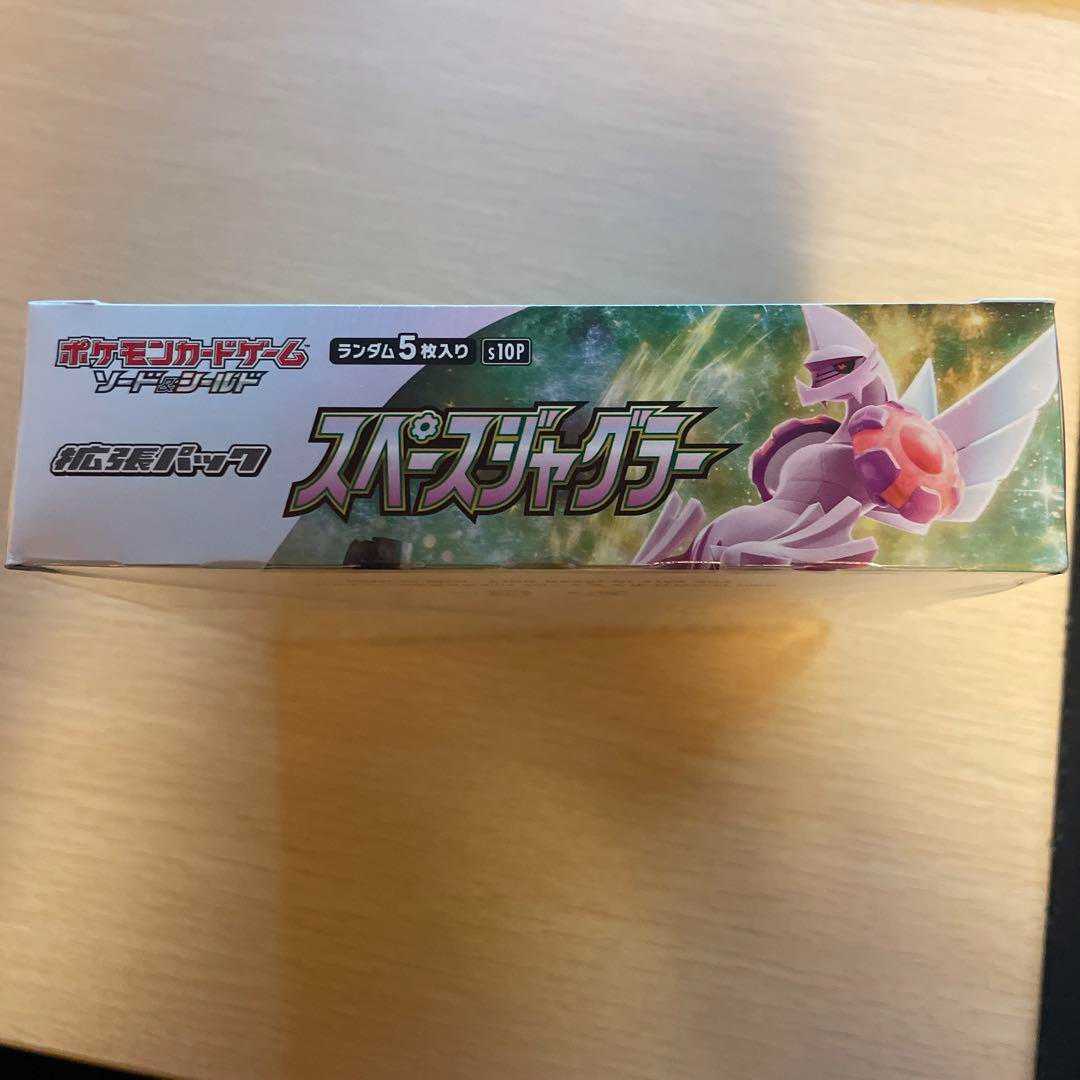 ポケモンカードゲーム
ソード&シールド
ランダム5枚入り s10P
拡張パック
スペースジャグラー